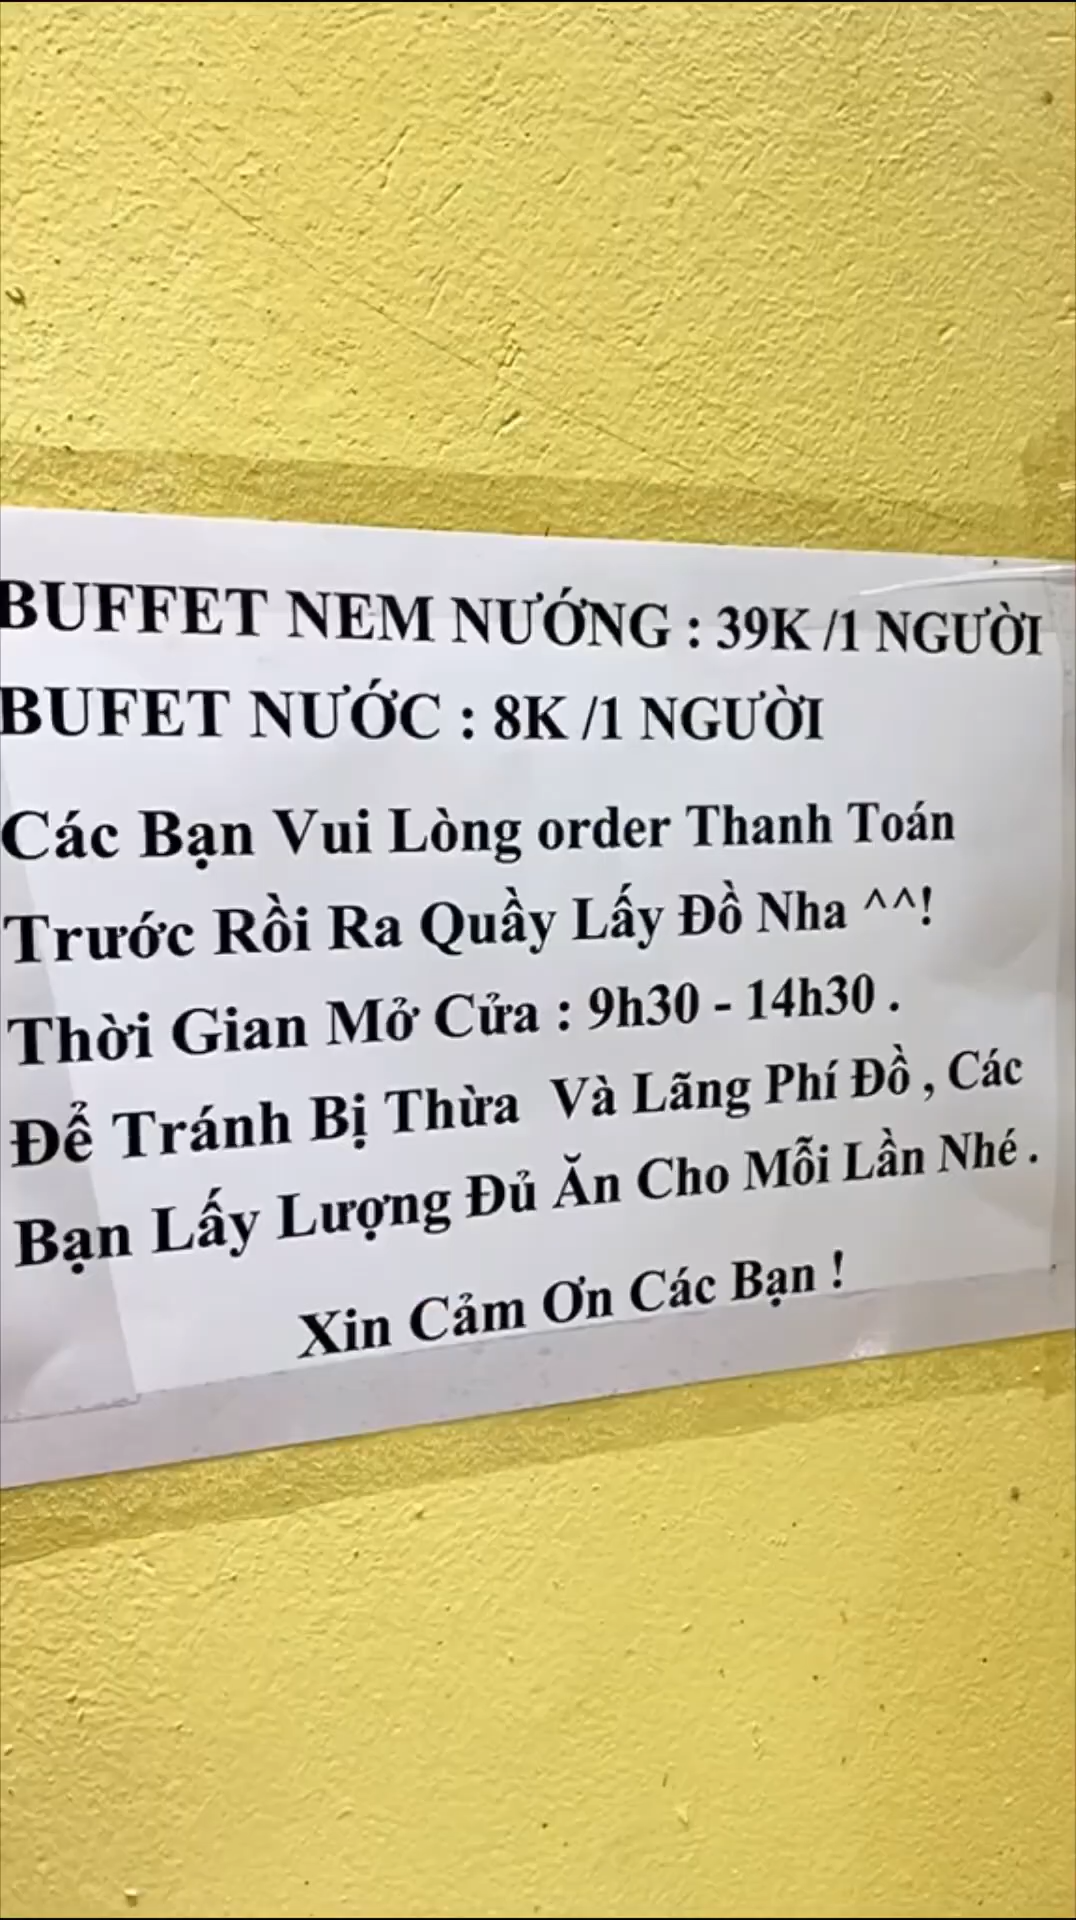 BUFFET NEM NƯỚNG : 39K /1 NGƯỜI
BUFET NƯỚC : 8K /1 NGƯỜI
Các Bạn Vui Lòng order Thanh Toán
Trước Rồi Ra Quầy Lấy Đồ Nha ^^!
Thời Gian Mở Cửa : 9h30 - 14h30 .
Để Tránh Bị Thừa Và Lãng Phí Đồ , Các
Bạn Lấy Lượng Đủ Ăn Cho Mỗi Lần Nhé .
Xin Cảm Ơn Các Bạn !